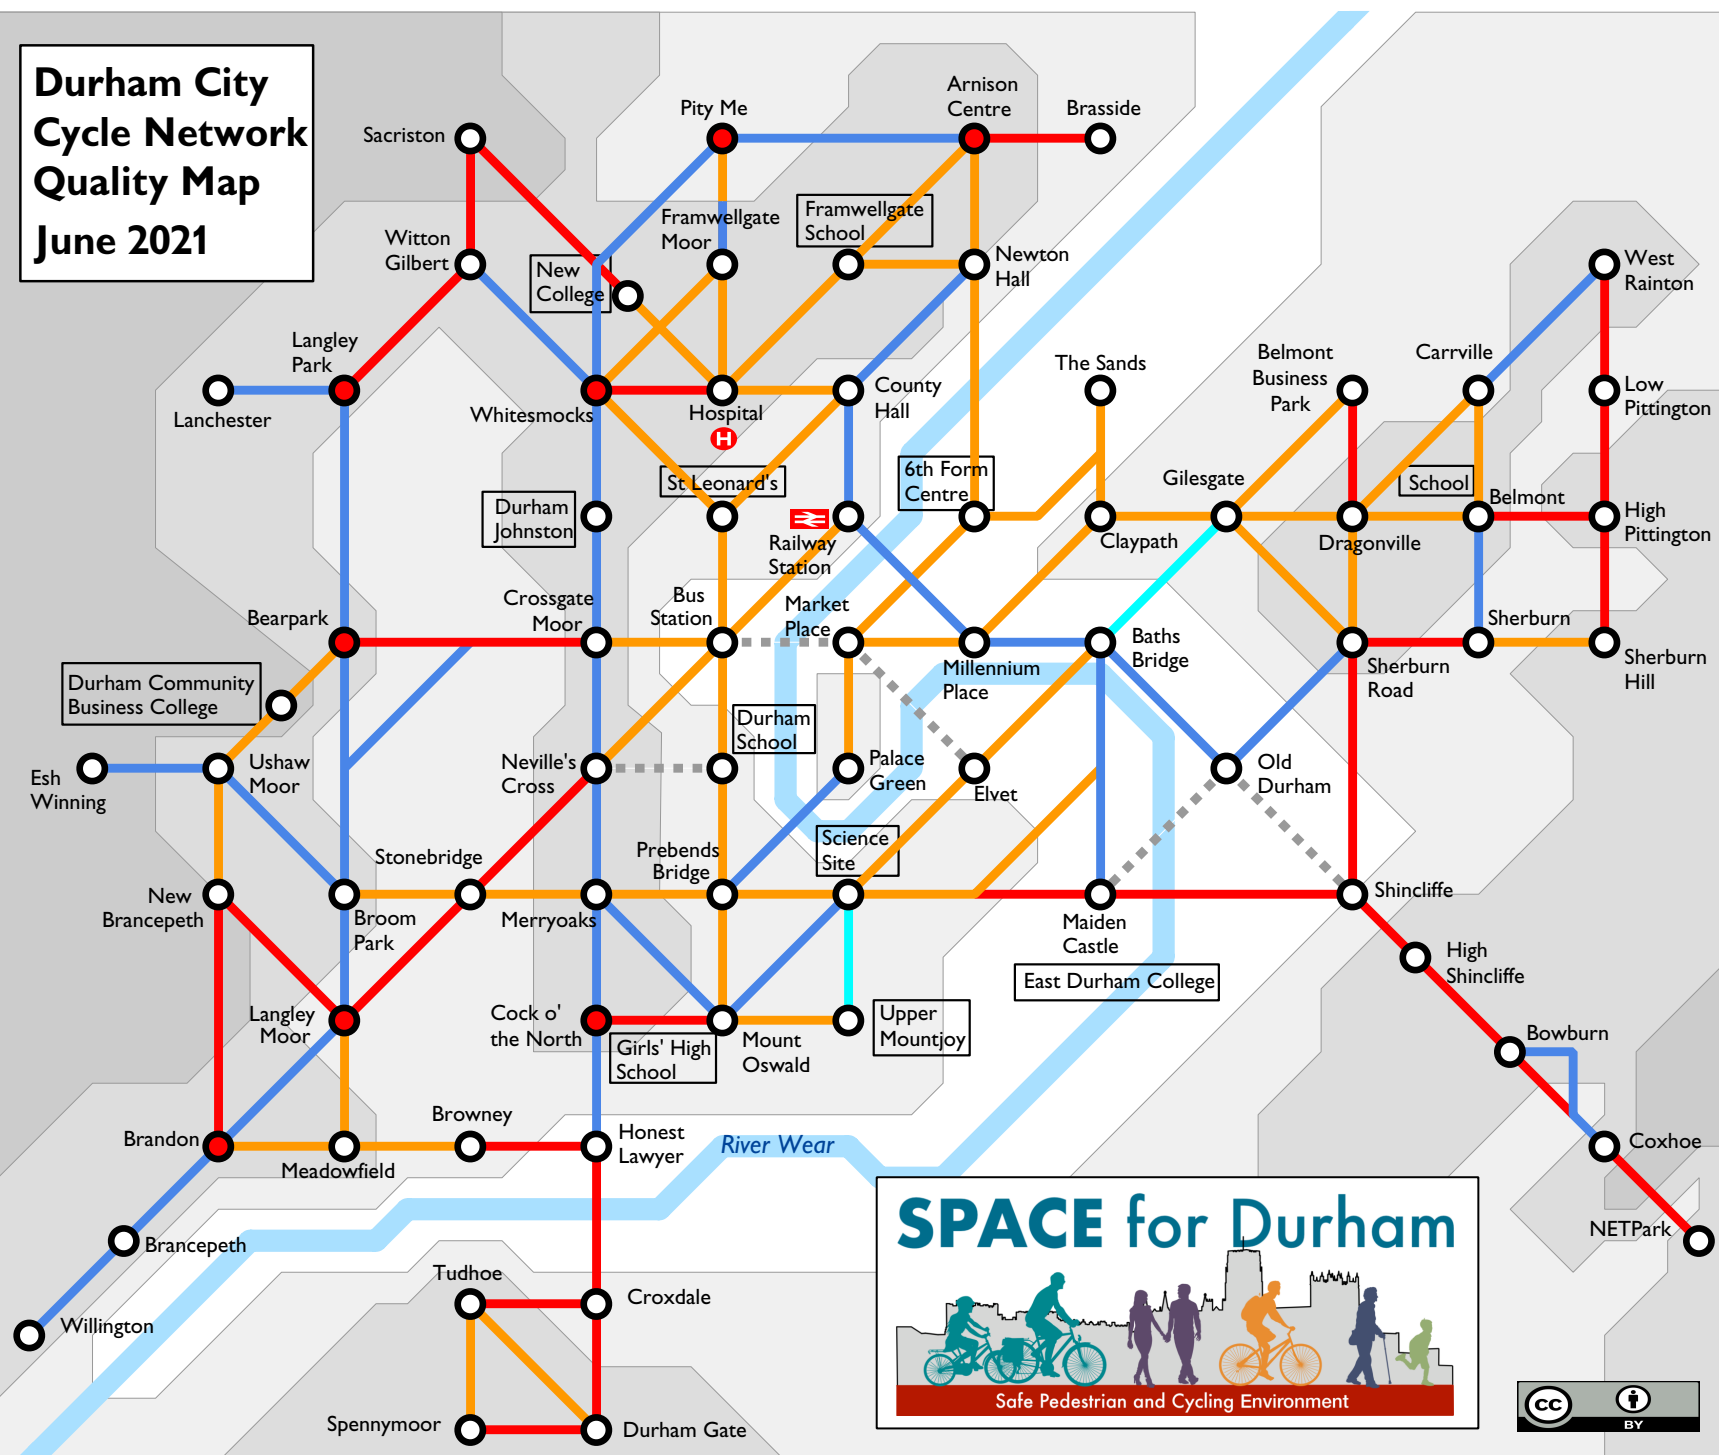 Durham City
Cycle Network
Quality Map
June 2021
Sacriston
Pity Me
Arnison
Centre
Brasside
Witton
Gilbert
New
College
Framwellgate
Moor
Framwellgate
School
Newton
Hall
West
Rainton
Langley
Park
Lanchester
Whitesmocks
Hospital
H
County
Hall
The Sands
Belmont
Business
Park
Carrville
Low
Pittington
St Leonard's
6th Form
Centre
Gilesgate
School
Belmont
High
Pittington
Durham
Johnston
Railway
Station
Claypath
Dragonville
Bearpark
Crossgate
Moor
Bus
Station
Market
Place
Millennium
Place
Baths
Bridge
Sherburn
Road
Sherburn
Sherburn
Hill
Durham Community
Business College
Durham
School
Esh
Winning
Ushaw
Moor
Neville's
Cross
Palace
Green
Elvet
Old
Durham
Stonebridge
Prebends
Bridge
Science
Site
New
Brancepeth
Broom
Park
Merryoaks
Maiden
Castle
Shincliffe
East Durham College
High
Shincliffe
Langley
Moor
Cock o'
the North
Girls' High
School
Mount
Oswald
Upper
Mountjoy
Bowburn
Brandon
Meadowfield
Browney
Honest
Lawyer
River Wear
Coxhoe
Brancepeth
NETPark
Willington
Tudhoe
Croxdale
Spennymoor
Durham Gate
SPACE for Durham
Safe Pedestrian and Cycling Environment
cc
BY